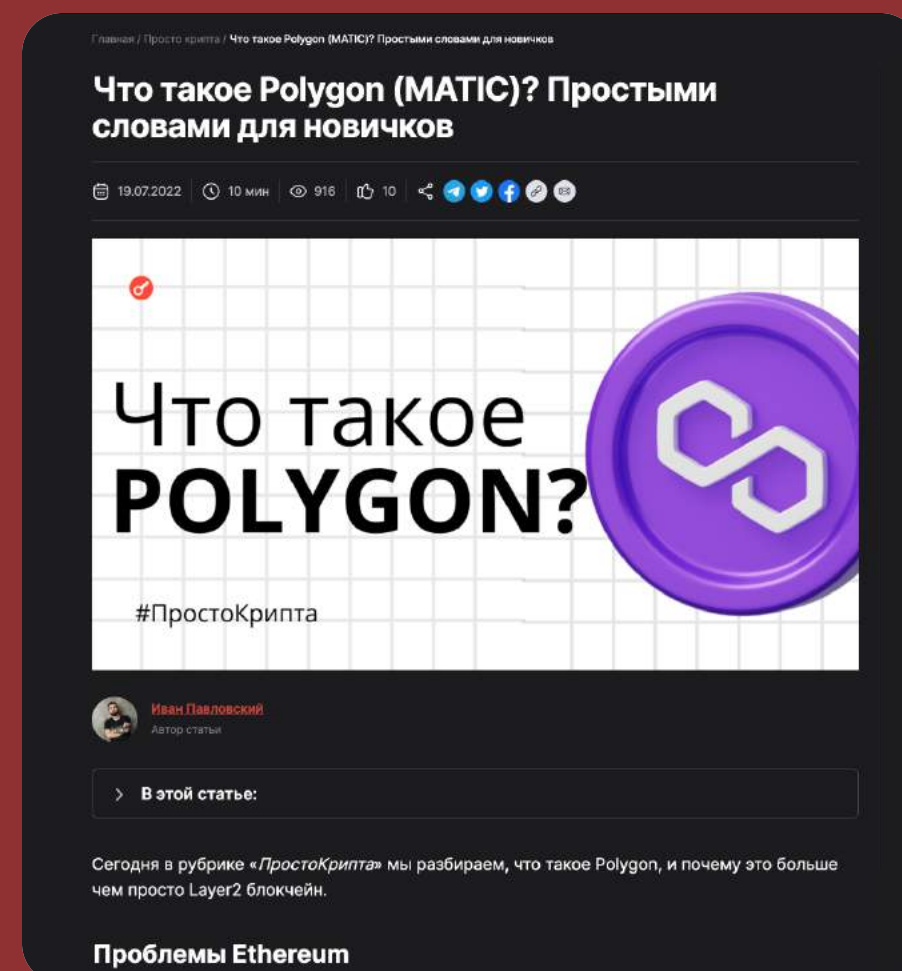 Главная / Просто крипта / Что такое Polygon (MATIC)? Простыми словами для новичков
Что такое Polygon (MATIC)? Простыми
словами для новичков
19.07.2022 10 мин 916 10
Что такое
POLYGON?
#ПростоКрипта
Иван Павловский
Автор статьи
В этой статье:
Сегодня в рубрике «ПростоКрипта» мы разбираем, что такое Polygon, и почему это больше
чем просто Layer2 блокчейн.
Проблемы Ethereum